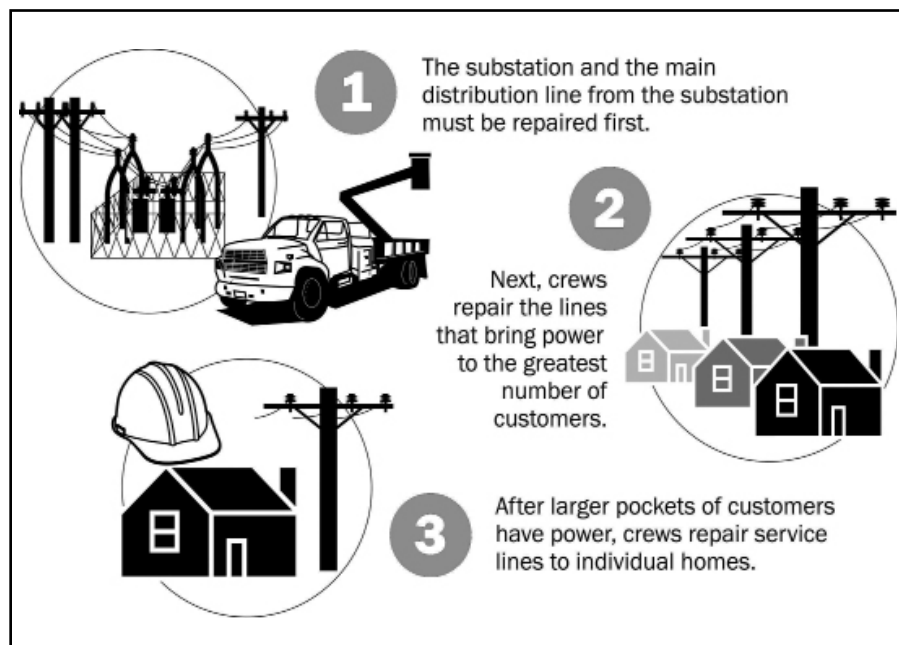 1
The substation and the main
distribution line from the substation
must be repaired first.
2
Next, crews
repair the lines
that bring power
to the greatest
number of
customers.
3
After larger pockets of customers
have power, crews repair service
lines to individual homes.